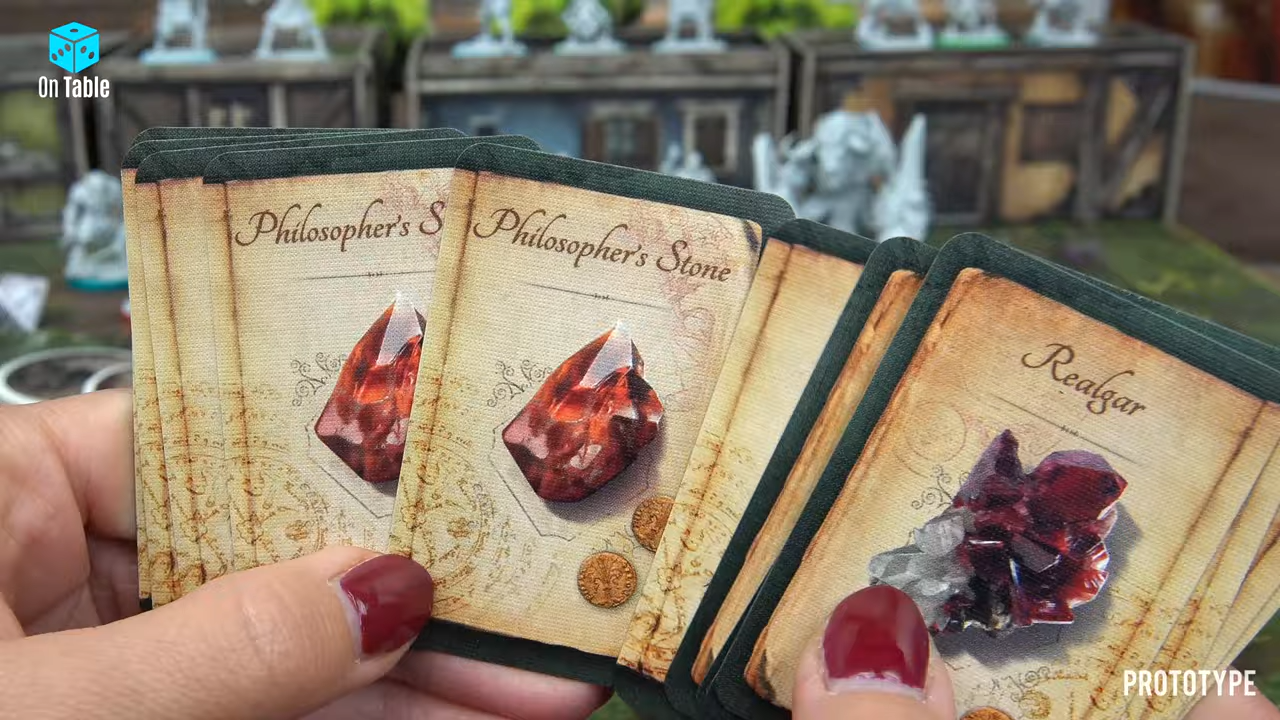 On Table
Philosopher's S
Philosopher's Stone
Realgar
PROTOTYPE